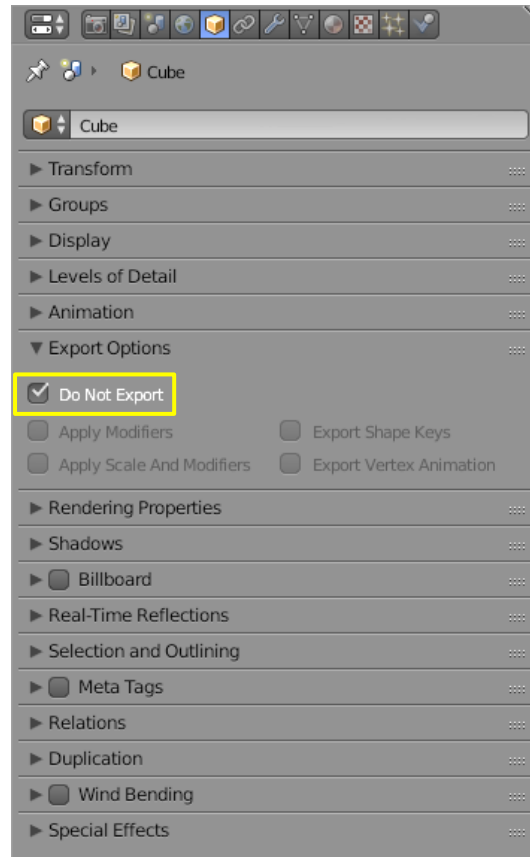 Cube
Cube
Transform
Groups
Display
Levels of Detail
Animation
Export Options
Do Not Export
Apply Modifiers Export Shape Keys
Apply Scale And Modifiers Export Vertex Animation
Rendering Properties
Shadows
Billboard
Real-Time Reflections
Selection and Outlining
Meta Tags
Relations
Duplication
Wind Bending
Special Effects